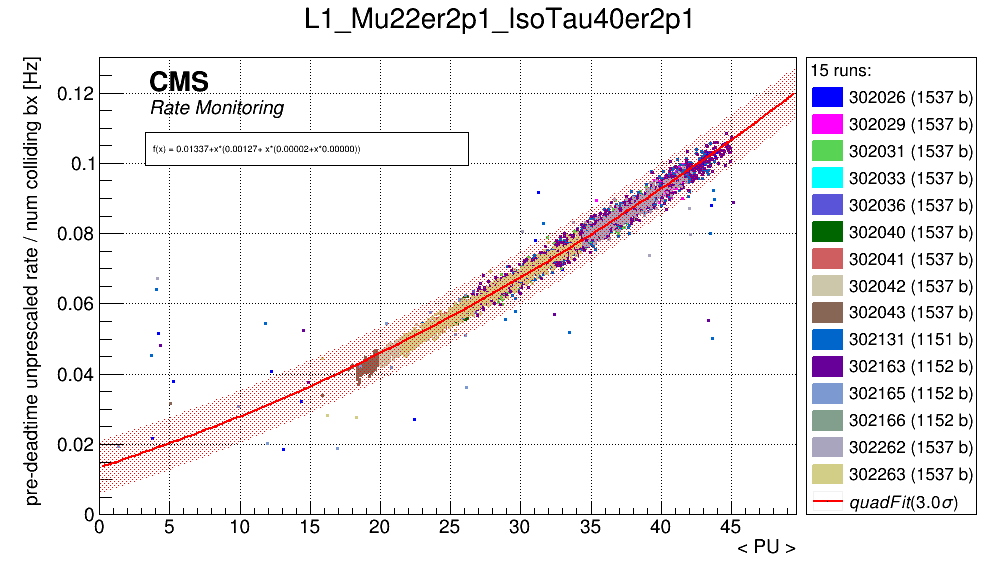 L1_Mu22er2p1_IsoTau40er2p1
pre-deadtime unprescaled rate / num colliding bx [Hz]
CMS
Rate Monitoring
f(x) = 0.01337+x*(0.00127+ x*(0.00002+x*0.00000))
0.12
0.1
0.08
0.06
0.04
0.02
0
0 5 10 15 20 25 30 35 40 45
< PU >
15 runs:
302026 (1537 b)
302029 (1537 b)
302031 (1537 b)
302033 (1537 b)
302036 (1537 b)
302040 (1537 b)
302041 (1537 b)
302042 (1537 b)
302043 (1537 b)
302131 (1151 b)
302163 (1152 b)
302165 (1152 b)
302166 (1152 b)
302262 (1537 b)
302263 (1537 b)
quadFit(3.0σ)